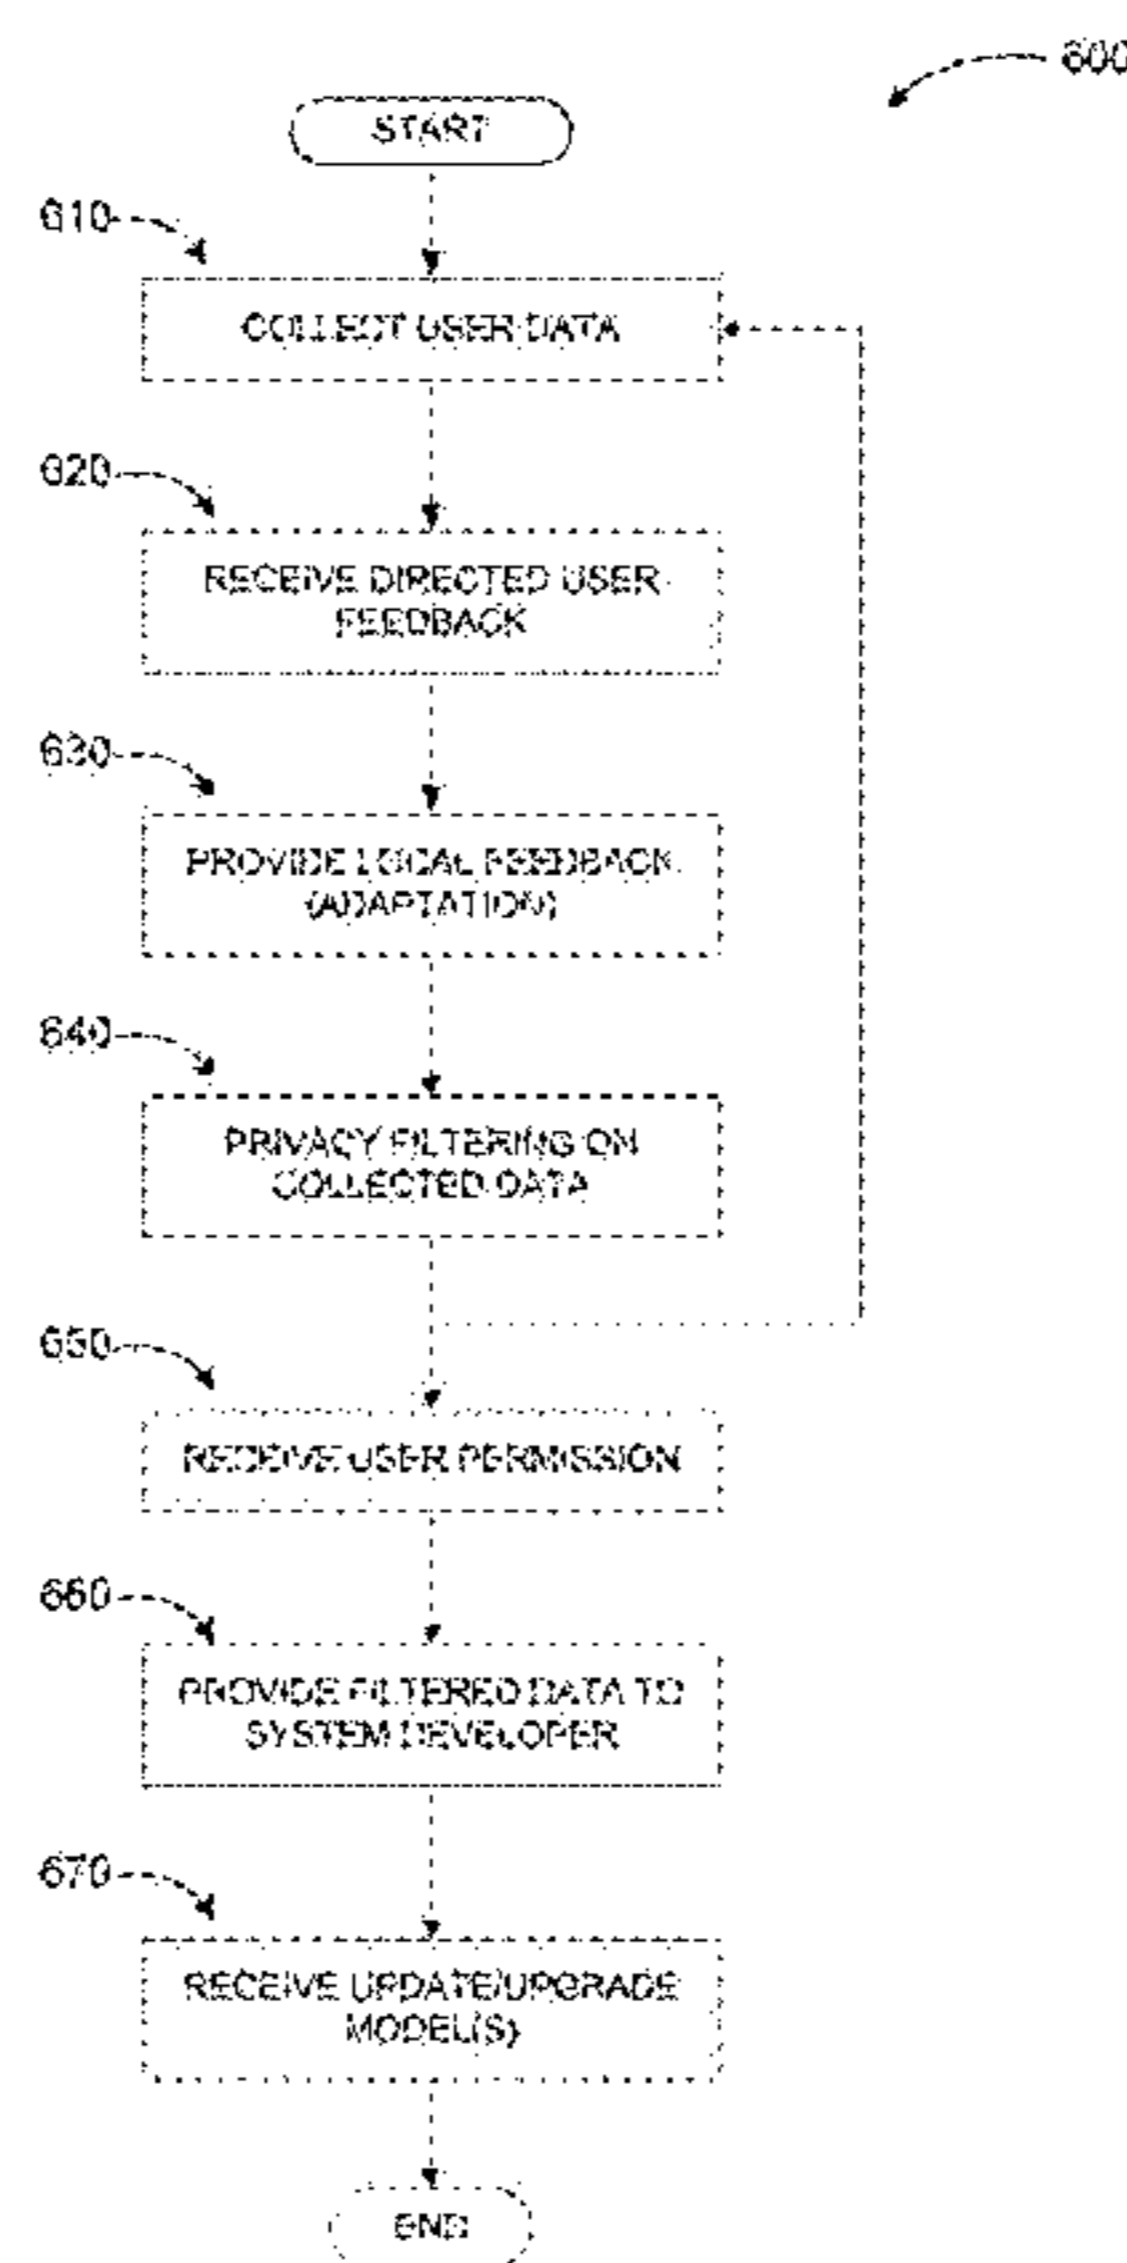 600
START
610
COLLECT USER DATA
620
RECEIVE DIRECTED USER
FEEDBACK
630
PROVIDE LOCAL FEEDBACK
(ADAPTATION)
640
PRIVACY FILTERING ON
COLLECTED DATA
650
RECEIVE USER PERMISSION
660
PROVIDE FILTERED DATA TO
SYSTEM DEVELOPER
670
RECEIVE UPDATE/UPGRADE
MODEL(S)
END